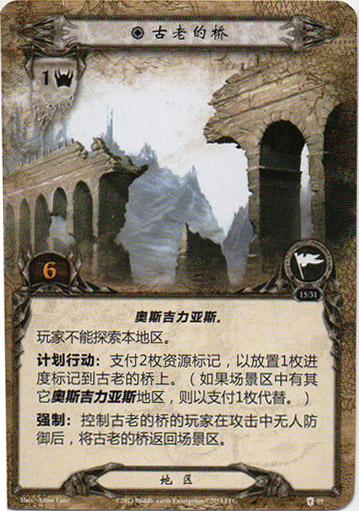 古老的桥
1
6
15/31
奥斯吉力亚斯.
玩家不能探索本地区。
计划行动：支付2枚资源标记，以放置1枚进
度标记到古老的桥上。（如果场景区中有其
它奥斯吉力亚斯地区，则以支付1枚代替。）
强制：控制古老的桥的玩家在攻击中无人防
御后，将古老的桥返回场景区。
地 区